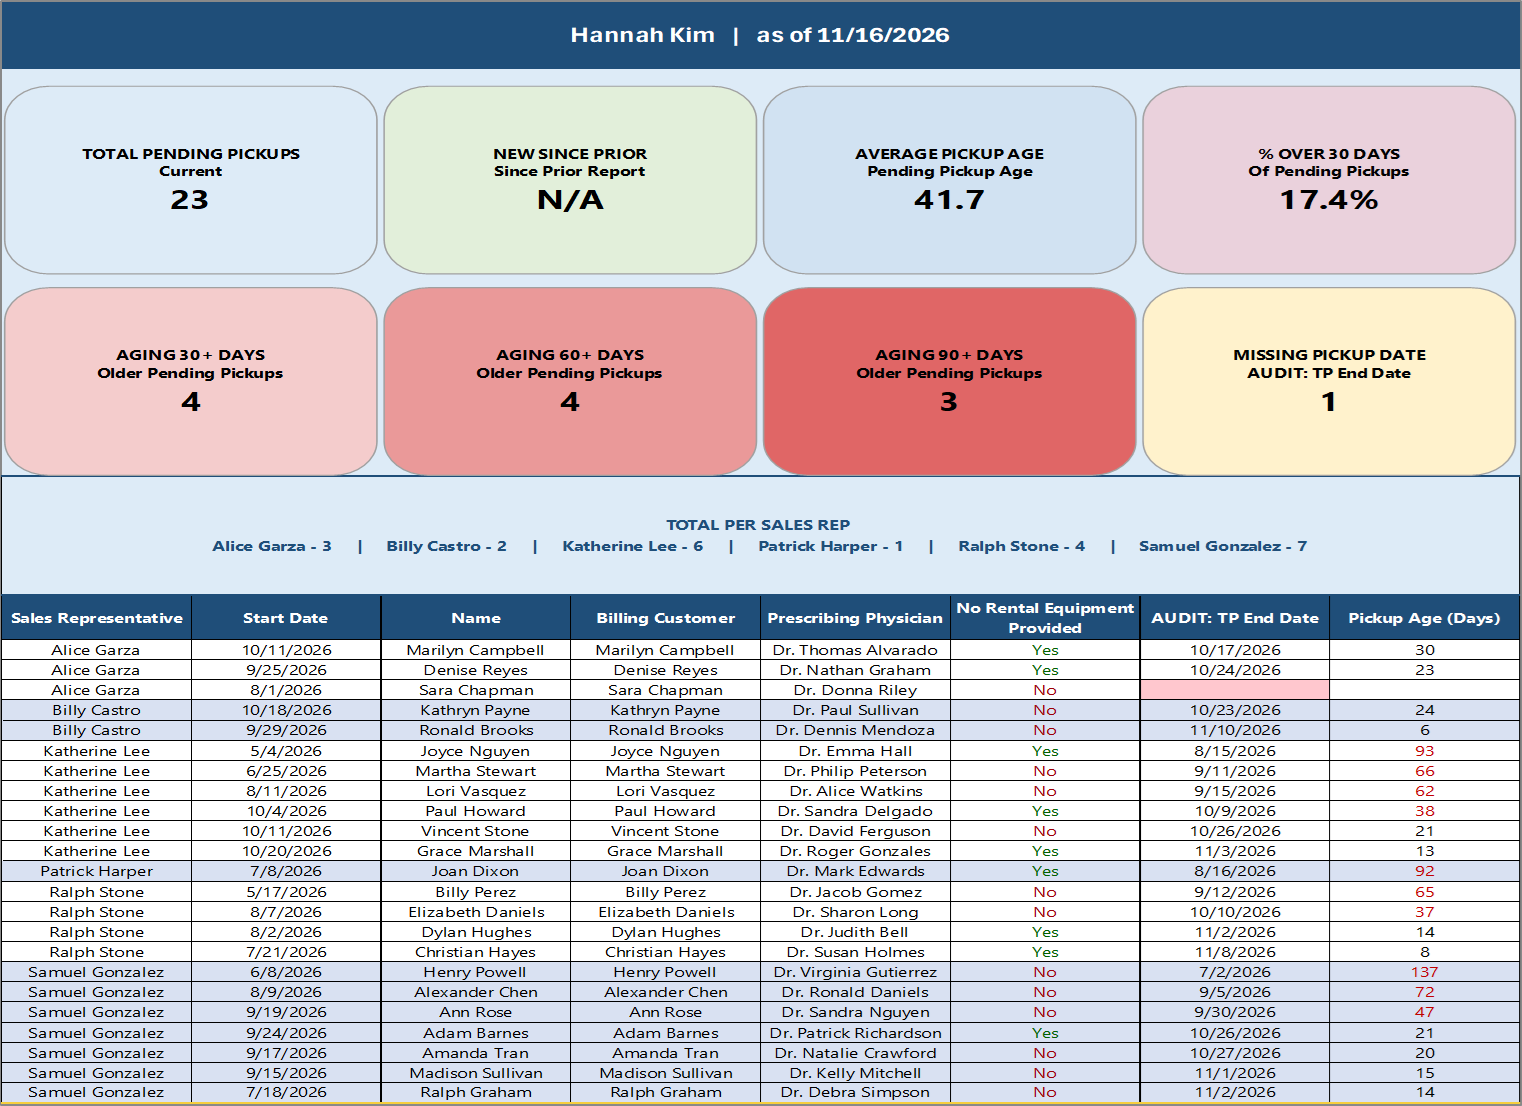 Hannah Kim | as of 11/16/2026
TOTAL PENDING PICKUPS
Current
23
NEW SINCE PRIOR
Since Prior Report
N/A
AVERAGE PICKUP AGE
Pending Pickup Age
41.7
% OVER 30 DAYS
Of Pending Pickups
17.4%
AGING 30+ DAYS
Older Pending Pickups
4
AGING 60+ DAYS
Older Pending Pickups
4
AGING 90+ DAYS
Older Pending Pickups
3
MISSING PICKUP DATE
AUDIT: TP End Date
1
TOTAL PER SALES REP
Alice Garza - 3 | Billy Castro - 2 | Katherine Lee - 6 | Patrick Harper - 1 | Ralph Stone - 4 | Samuel Gonzalez - 7
Sales Representative Start Date Name Billing Customer Prescribing Physician No Rental Equipment Provided AUDIT: TP End Date Pickup Age (Days)
Alice Garza 10/11/2026 Marilyn Campbell Marilyn Campbell Dr. Thomas Alvarado Yes 10/17/2026 30
Alice Garza 9/25/2026 Denise Reyes Denise Reyes Dr. Nathan Graham Yes 10/24/2026 23
Alice Garza 8/1/2026 Sara Chapman Sara Chapman Dr. Donna Riley No
Billy Castro 10/18/2026 Kathryn Payne Kathryn Payne Dr. Paul Sullivan No 10/23/2026 24
Billy Castro 9/29/2026 Ronald Brooks Ronald Brooks Dr. Dennis Mendoza No 11/10/2026 6
Katherine Lee 5/4/2026 Joyce Nguyen Joyce Nguyen Dr. Emma Hall Yes 8/15/2026 93
Katherine Lee 6/25/2026 Martha Stewart Martha Stewart Dr. Philip Peterson No 9/11/2026 66
Katherine Lee 8/11/2026 Lori Vasquez Lori Vasquez Dr. Alice Watkins No 9/15/2026 62
Katherine Lee 10/4/2026 Paul Howard Paul Howard Dr. Sandra Delgado Yes 10/9/2026 38
Katherine Lee 10/11/2026 Vincent Stone Vincent Stone Dr. David Ferguson No 10/26/2026 21
Katherine Lee 10/20/2026 Grace Marshall Grace Marshall Dr. Roger Gonzales Yes 11/3/2026 13
Patrick Harper 7/8/2026 Joan Dixon Joan Dixon Dr. Mark Edwards Yes 8/16/2026 92
Ralph Stone 5/17/2026 Billy Perez Billy Perez Dr. Jacob Gomez No 9/12/2026 65
Ralph Stone 8/7/2026 Elizabeth Daniels Elizabeth Daniels Dr. Sharon Long No 10/10/2026 37
Ralph Stone 8/2/2026 Dylan Hughes Dylan Hughes Dr. Judith Bell Yes 11/2/2026 14
Ralph Stone 7/21/2026 Christian Hayes Christian Hayes Dr. Susan Holmes Yes 11/8/2026 8
Samuel Gonzalez 6/8/2026 Henry Powell Henry Powell Dr. Virginia Gutierrez No 7/2/2026 137
Samuel Gonzalez 8/9/2026 Alexander Chen Alexander Chen Dr. Ronald Daniels No 9/5/2026 72
Samuel Gonzalez 9/19/2026 Ann Rose Ann Rose Dr. Sandra Nguyen No 9/30/2026 47
Samuel Gonzalez 9/24/2026 Adam Barnes Adam Barnes Dr. Patrick Richardson Yes 10/26/2026 21
Samuel Gonzalez 9/17/2026 Amanda Tran Amanda Tran Dr. Natalie Crawford No 10/27/2026 20
Samuel Gonzalez 9/15/2026 Madison Sullivan Madison Sullivan Dr. Kelly Mitchell No 11/1/2026 15
Samuel Gonzalez 7/18/2026 Ralph Graham Ralph Graham Dr. Debra Simpson No 11/2/2026 14